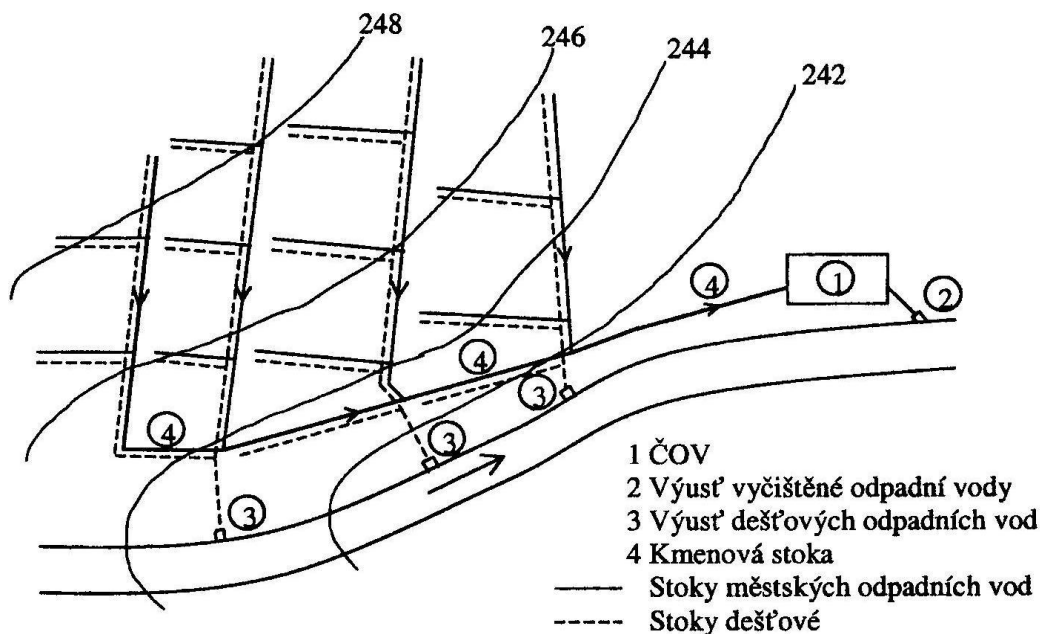 248
246
244
242
4
1
2
4
3
4
3
3
1 ČOV
2 Výusť vyčištěné odpadní vody
3 Výusť dešťových odpadních vod
4 Kmenová stoka
Stoky městských odpadních vod
Stoky dešťové